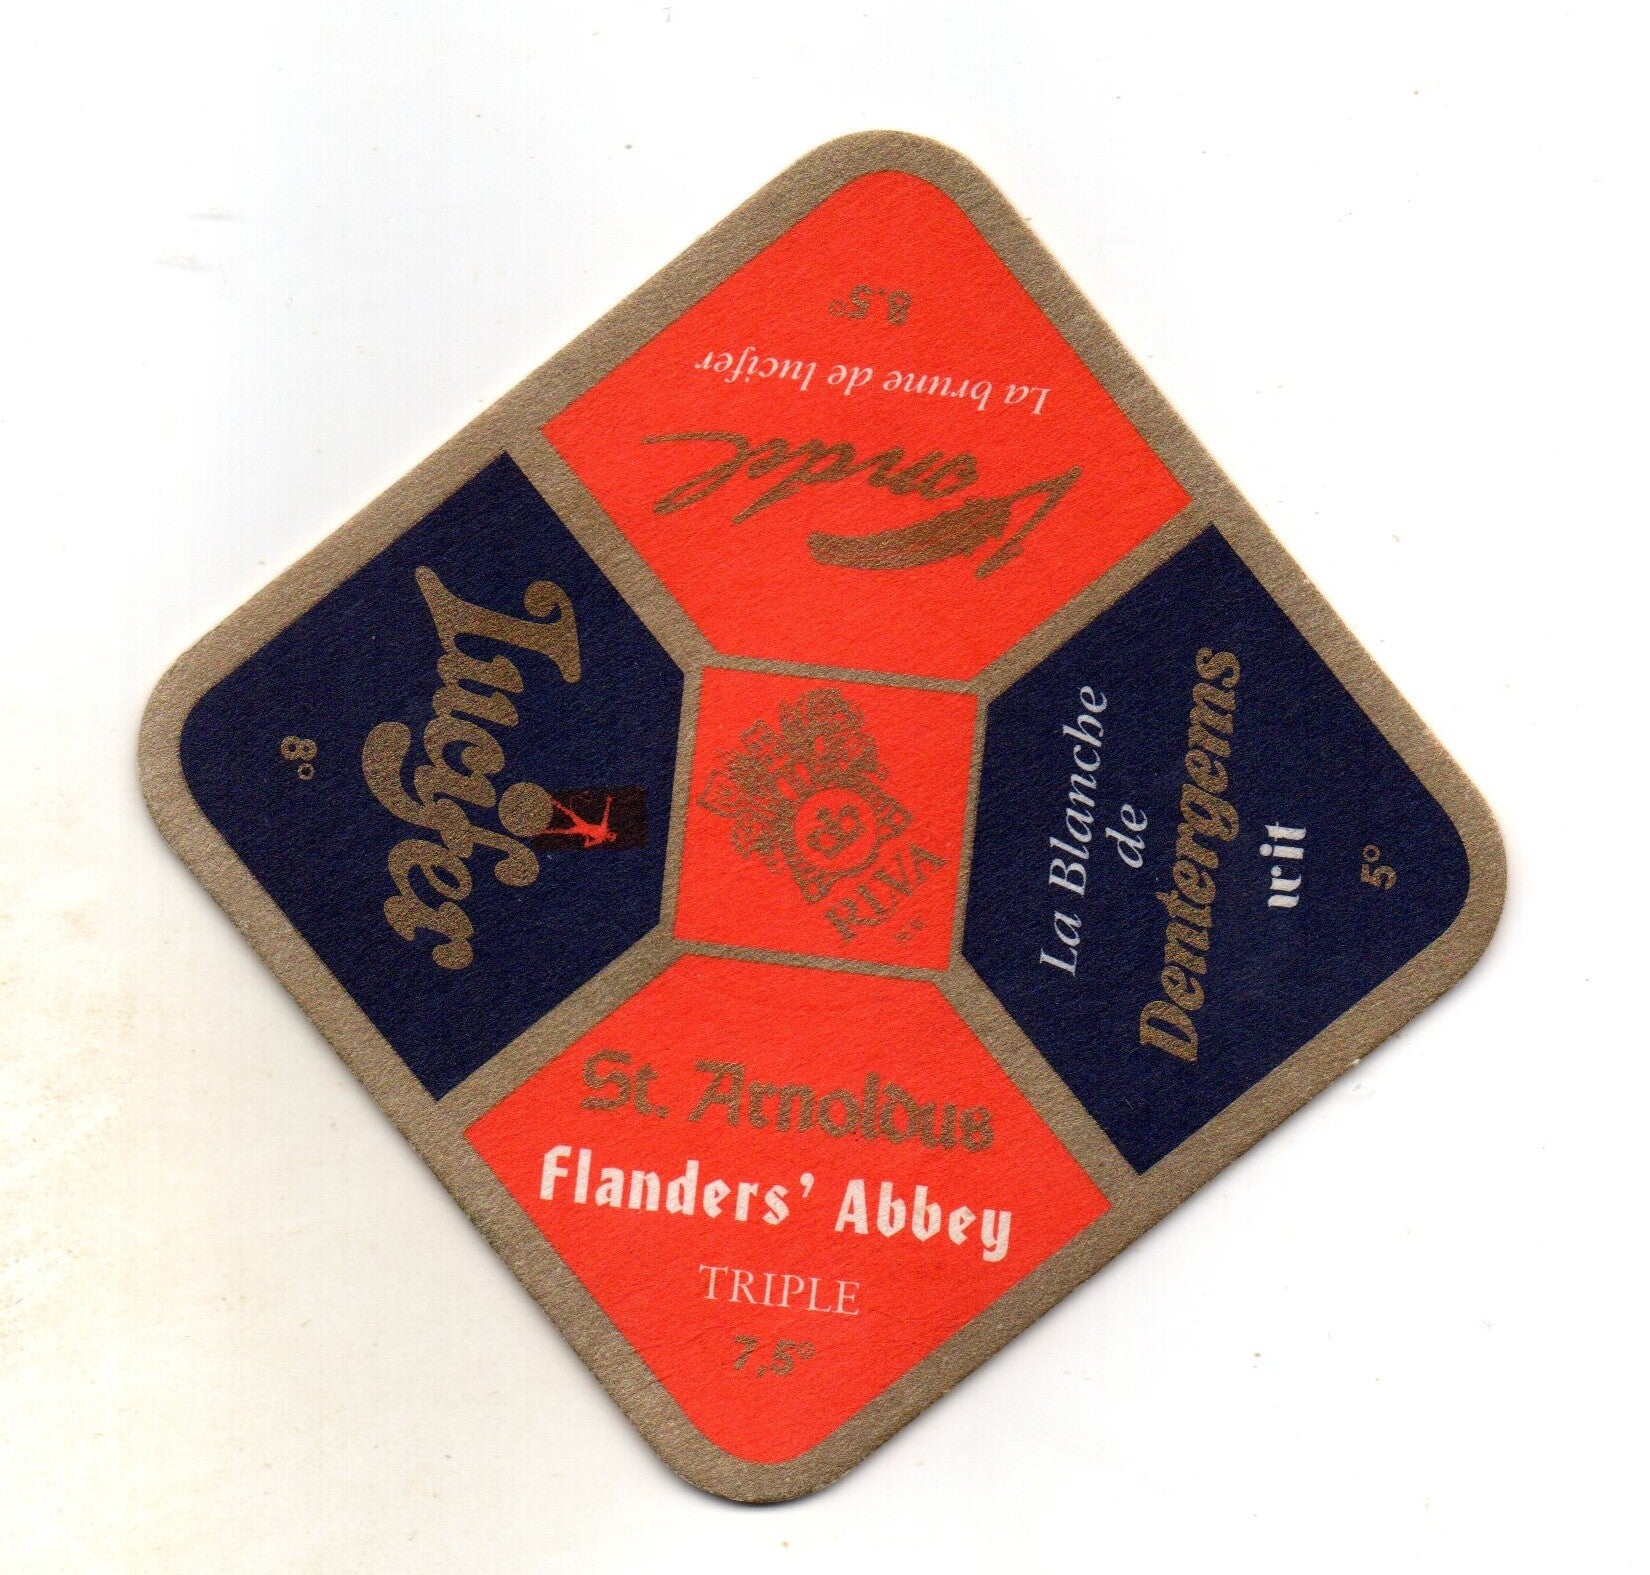 Vondel
La brune de lucifer
8.5°
Lucifer
8°
RIVA
La Blanche
de
Dentergems
wit
5°
St. Arnoldus
Flanders' Abbey
TRIPLE
7,5°